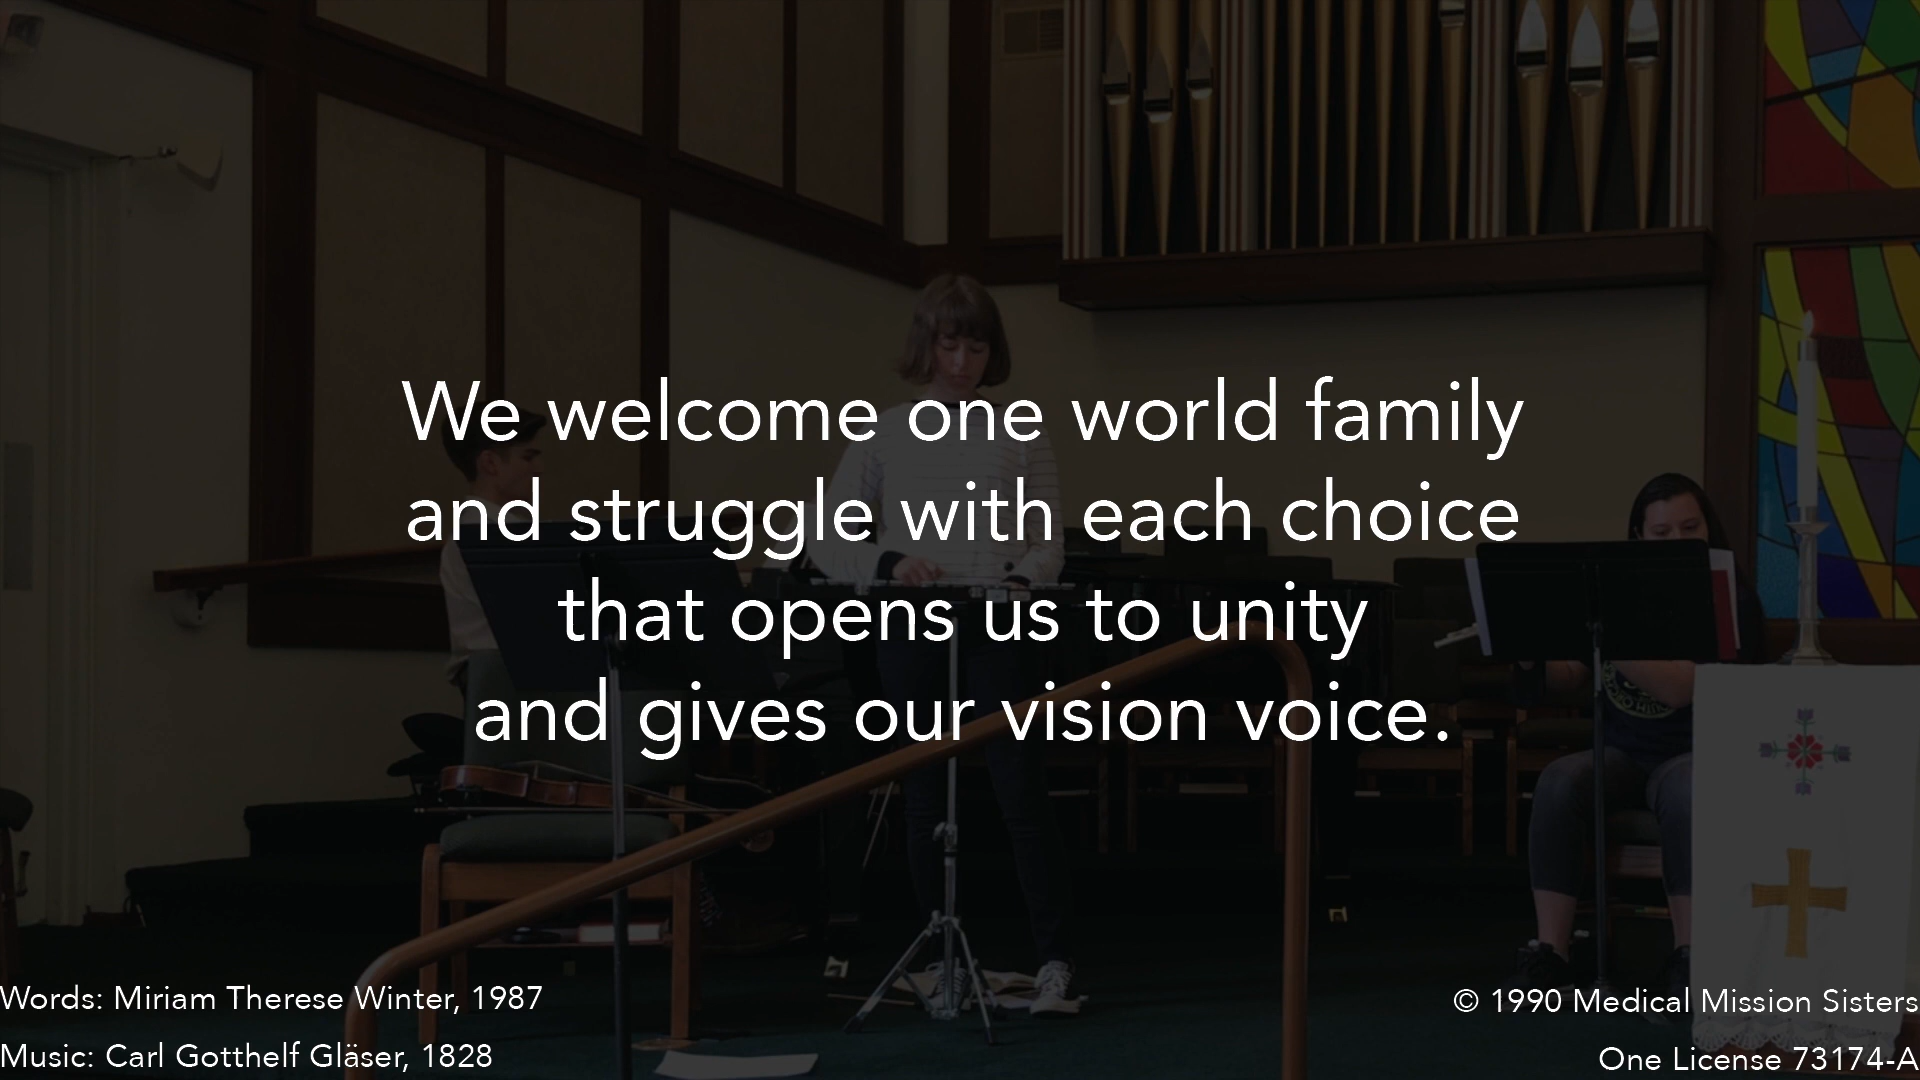 We welcome one world family
and struggle with each choice
that opens us to unity
and gives our vision voice.
Words: Miriam Therese Winter, 1987
Music: Carl Gotthelf Gläser, 1828
© 1990 Medical Mission Sisters
One License 73174-A